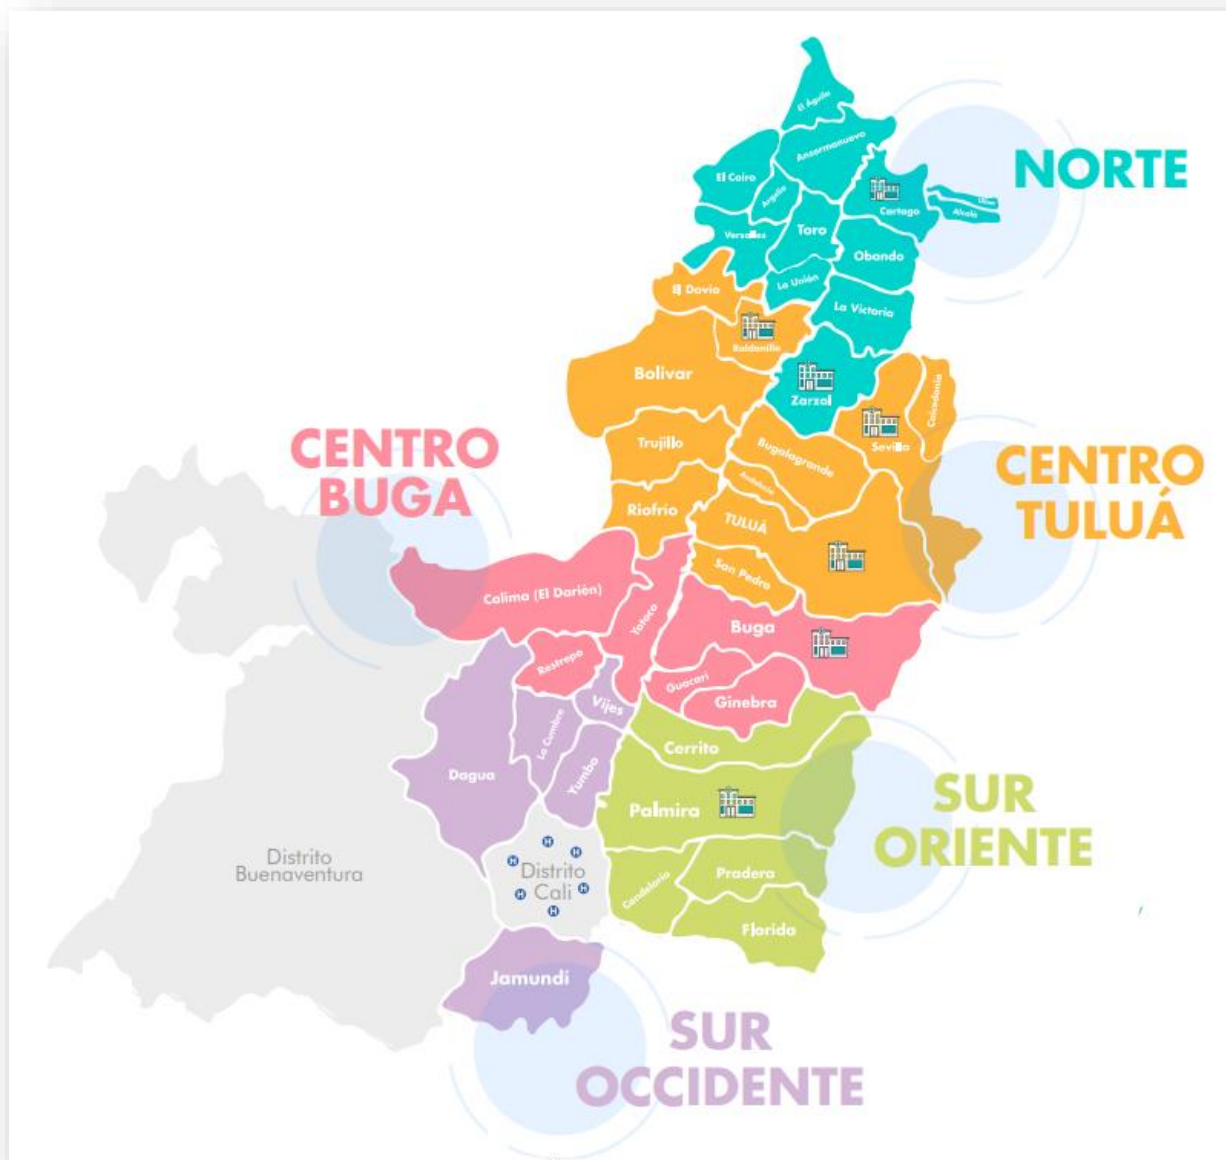 El Águila
Ansermanuevo
NORTE
El Cairo
Argelia
Cartago
Ulloa
Alcalá
Versalles
Toro
Obando
La Unión
El Dovio
La Victoria
Roldanillo
Bolívar
Zarzal
Caicedonia
CENTRO
BUGA
Trujillo
Bugalagrande
Sevilla
CENTRO
TULUÁ
Andalucía
Riofrío
TULUÁ
San Pedro
Calima (El Darién)
Yotoco
Buga
Restrepo
Guacarí
Ginebra
Vijes
La Cumbre
Cerrito
Dagua
Yumbo
Palmira
SUR
ORIENTE
Distrito
Buenaventura
Distrito
Cali
H
H
H
H
H
H
H
Candelaria
Pradera
Florida
Jamundí
SUR
OCCIDENTE